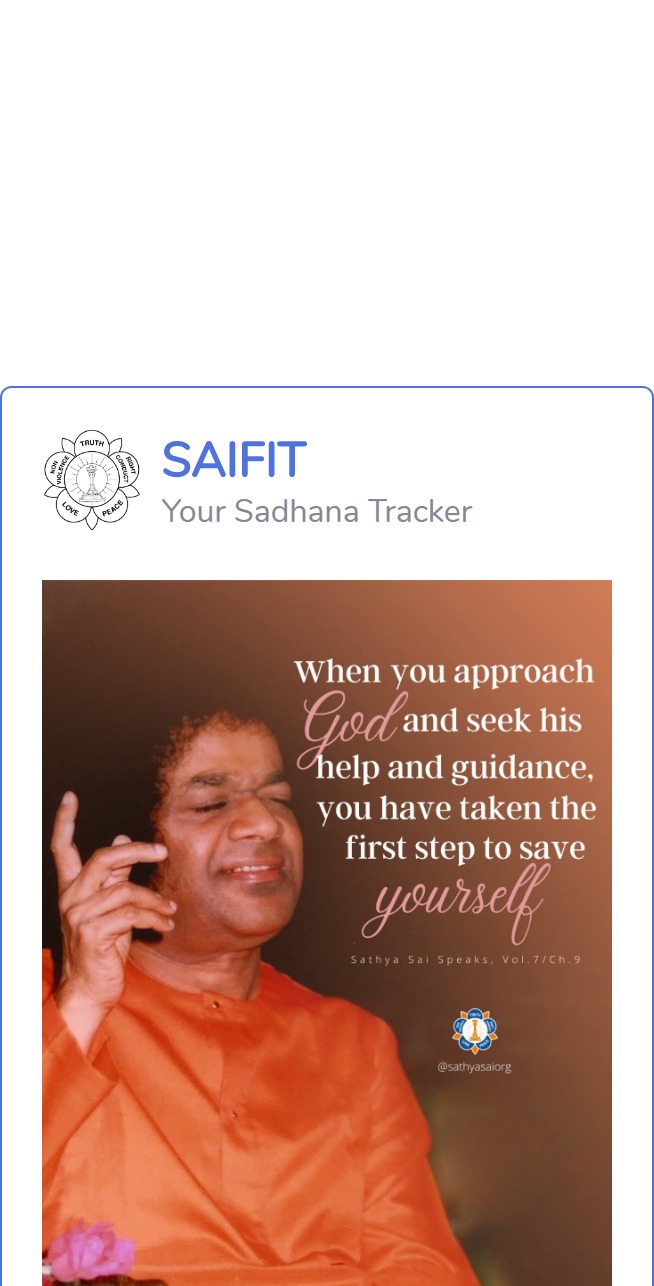 TRUTH
RIGHT CONDUCT
PEACE
LOVE
NON VIOLENCE
SAIFIT
Your Sadhana Tracker
When you approach
God and seek his
help and guidance,
you have taken the
first step to save
yourself
Sathya Sai Speaks, Vol.7/Ch.9
@sathyasaiorg